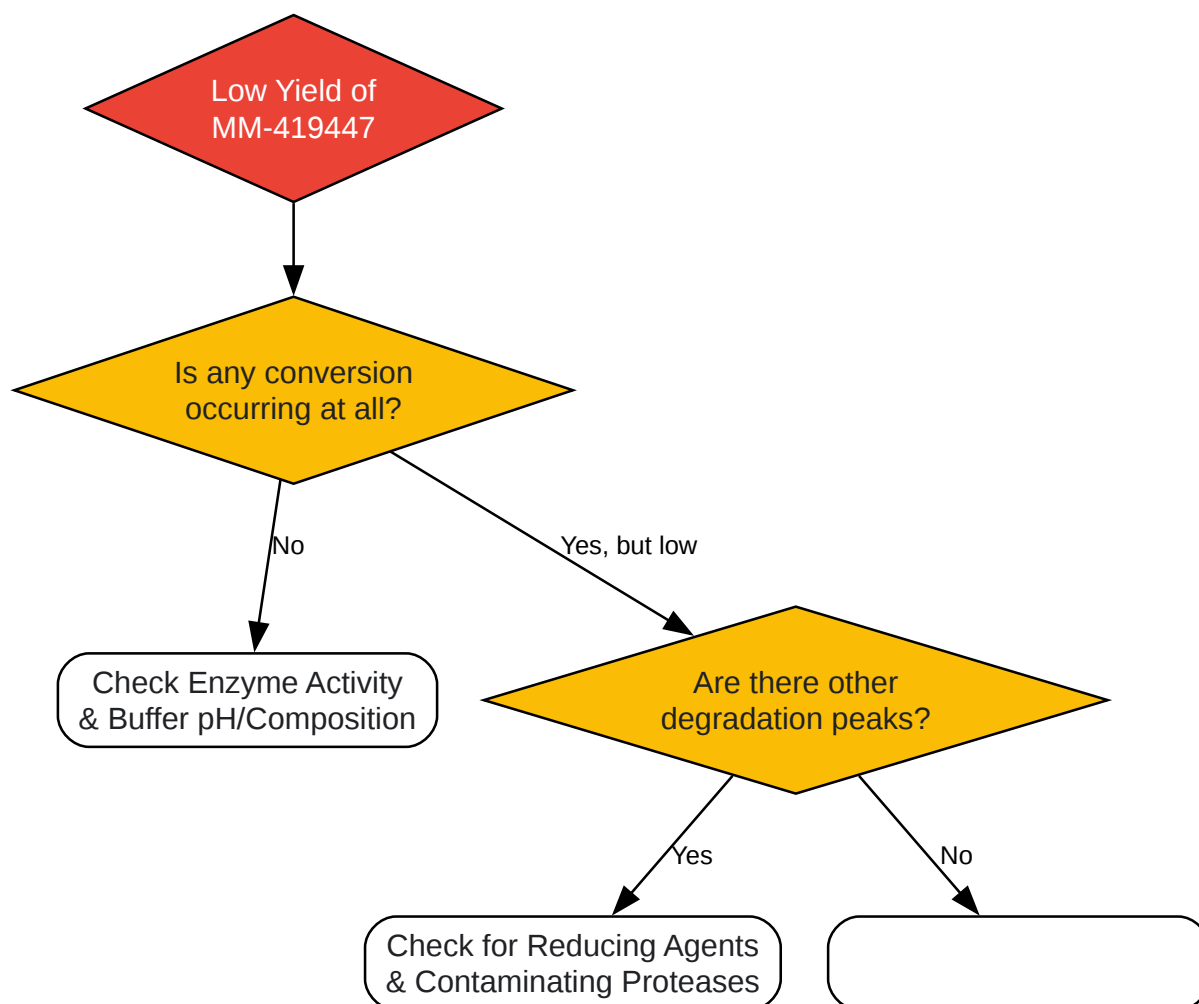 Low Yield of
MM-419447
Is any conversion
occurring at all?
No
Yes, but low
Check Enzyme Activity
& Buffer pH/Composition
Are there other
degradation peaks?
Yes
No
Check for Reducing Agents
& Contaminating Proteases